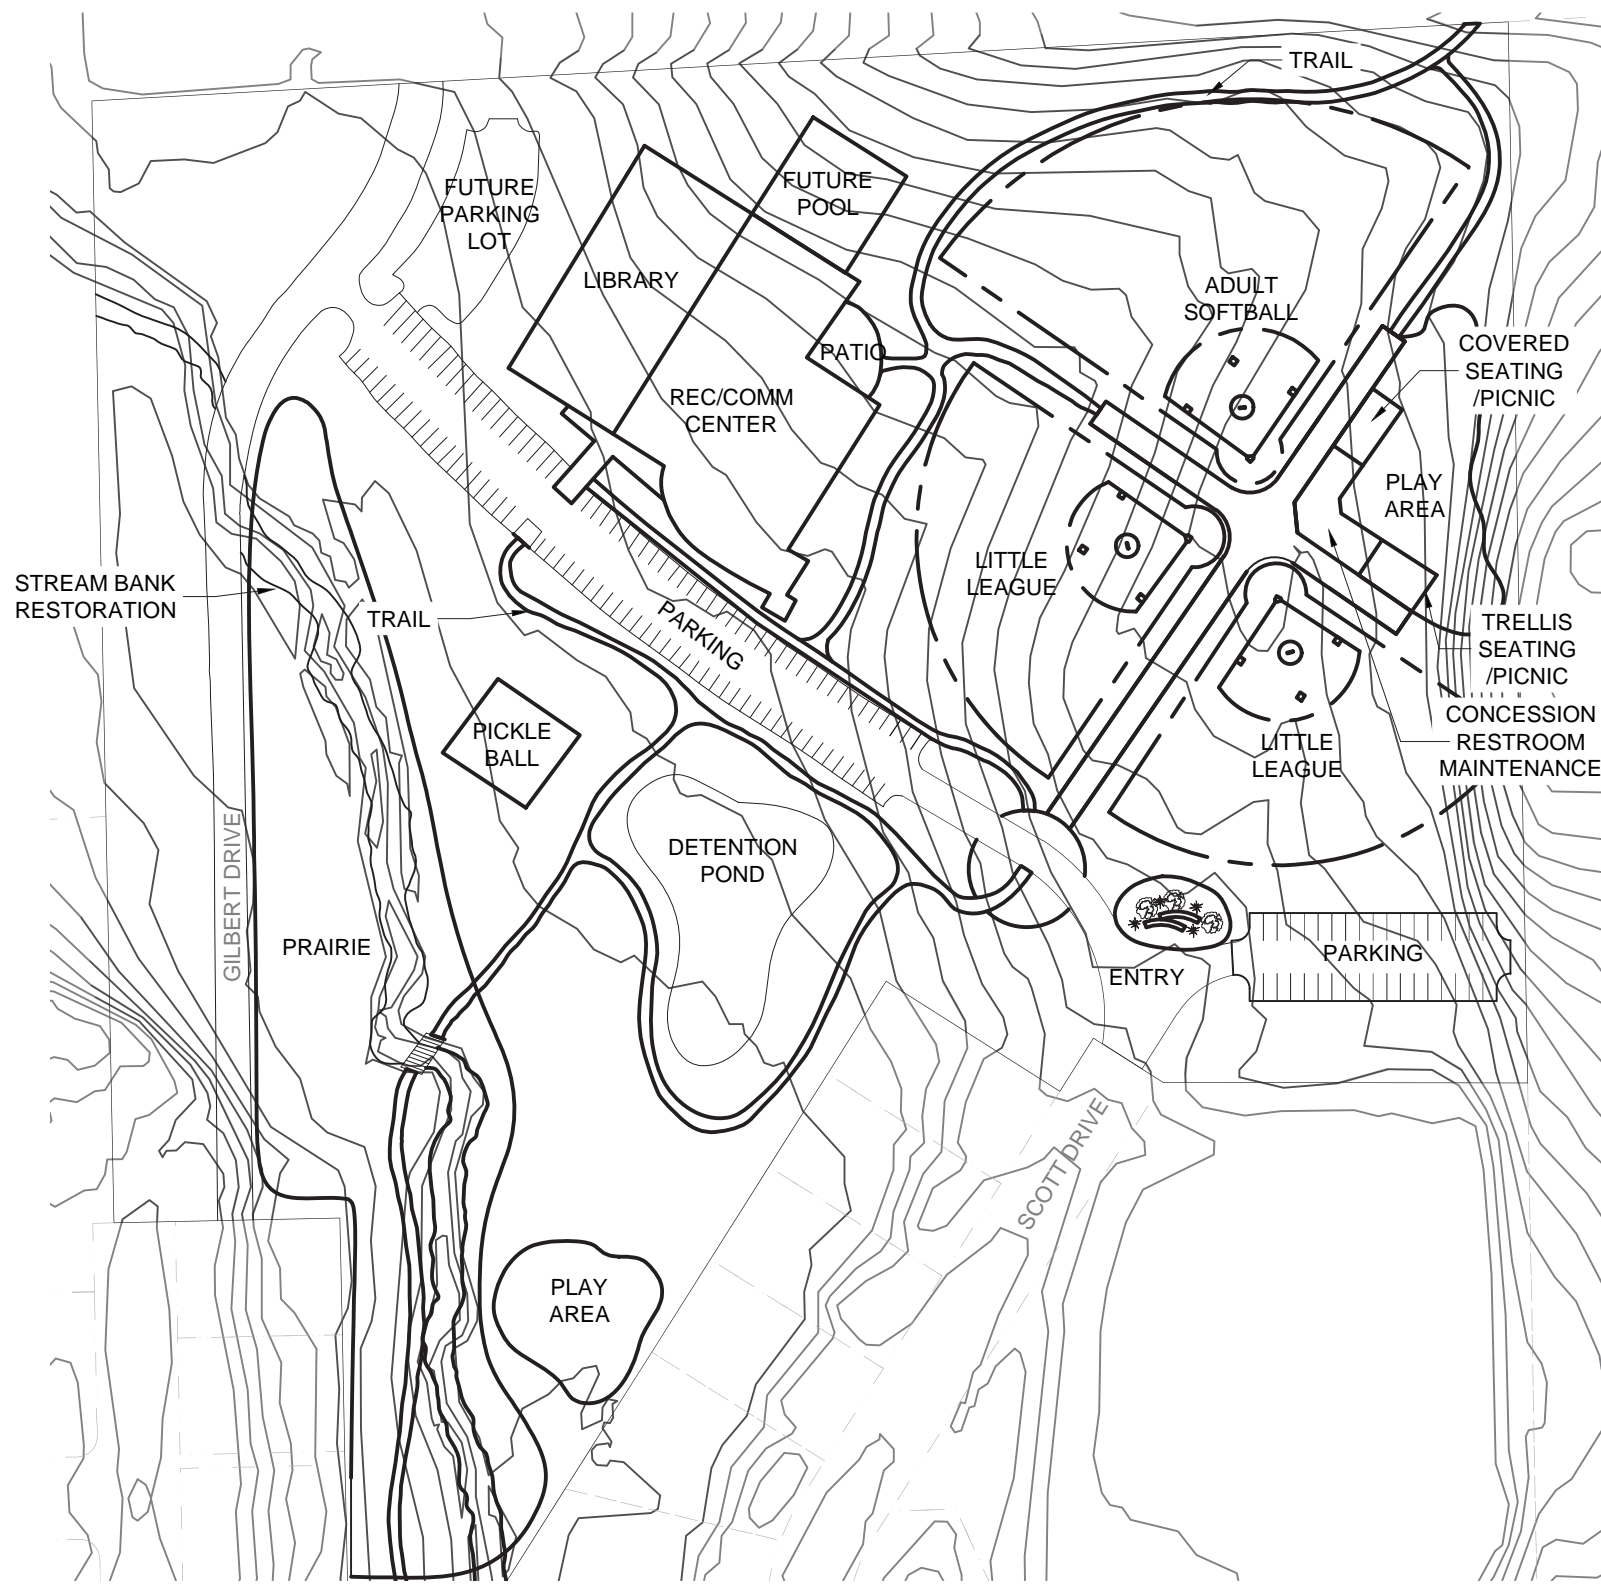 TRAIL
FUTURE
POOL
FUTURE
PARKING
LOT
LIBRARY
ADULT
SOFTBALL
PATIO
COVERED
SEATING
/PICNIC
REC/COMM
CENTER
PLAY
AREA
LITTLE
LEAGUE
STREAM BANK
RESTORATION
TRAIL
PARKING
TRELLIS
SEATING
/PICNIC
CONCESSION
RESTROOM
MAINTENANCE
PICKLE
BALL
LITTLE
LEAGUE
DETENTION
POND
GILBERT DRIVE
PRAIRIE
PARKING
ENTRY
SCOTT DRIVE
PLAY
AREA